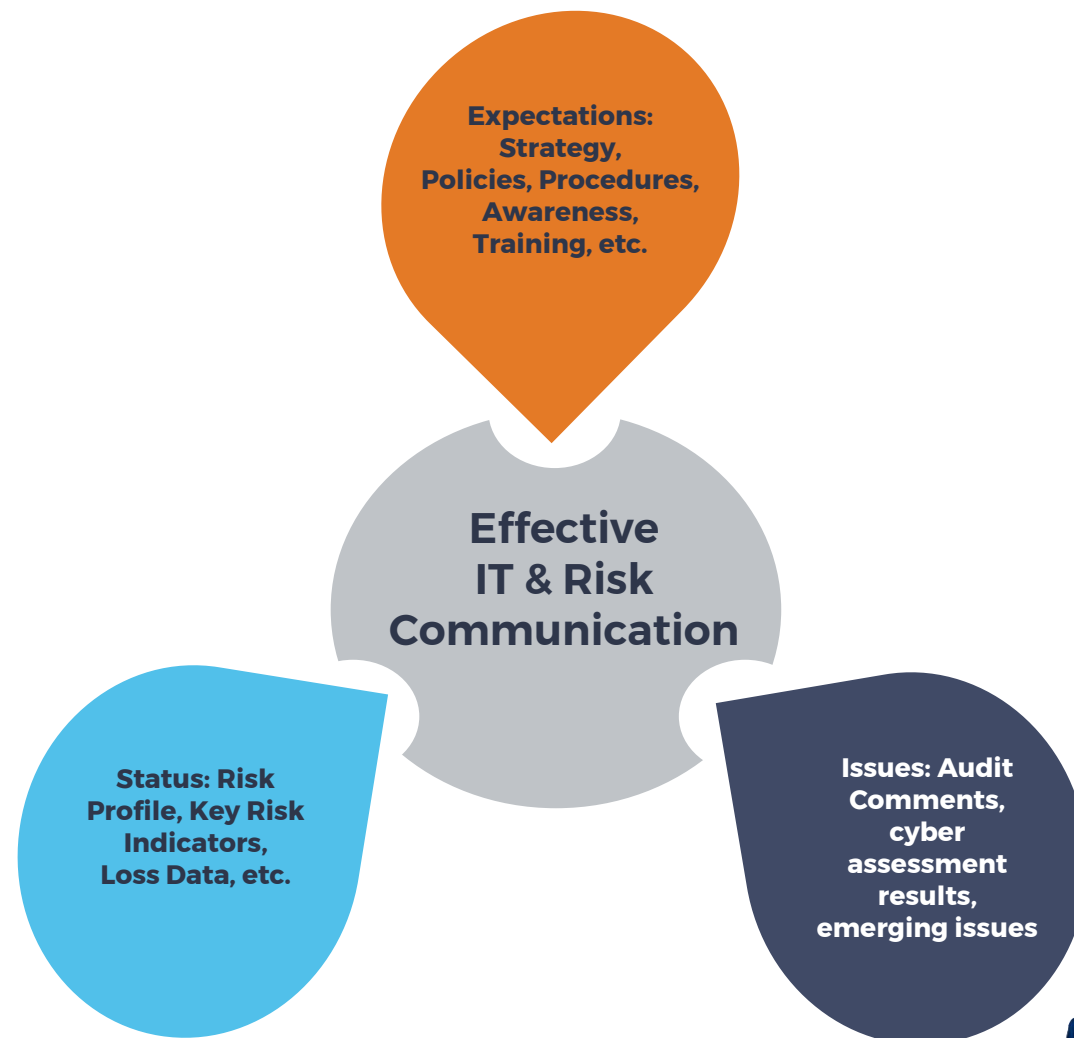 Expectations:
Strategy,
Policies, Procedures,
Awareness,
Training, etc.
Effective
IT & Risk
Communication
Status: Risk
Profile, Key Risk
Indicators,
Loss Data, etc.
Issues: Audit
Comments,
cyber
assessment
results,
emerging issues